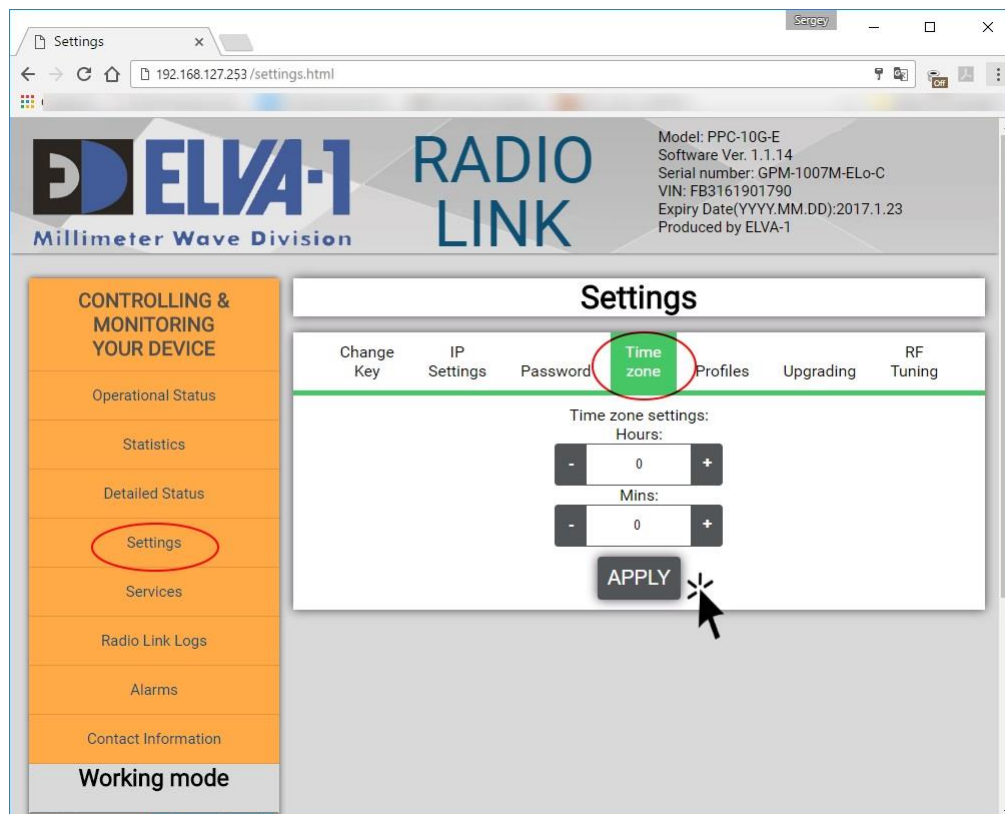 Sergey
Settings
192.168.127.253/settings.html
Off
ELVA-1
Millimeter Wave Division
RADIO
LINK
Model: PPC-10G-E
Software Ver. 1.1.14
Serial number: GPM-1007M-ELo-C
VIN: FB3161901790
Expiry Date(YYYY.MM.DD):2017.1.23
Produced by ELVA-1
CONTROLLING &
MONITORING
YOUR DEVICE
Operational Status
Statistics
Detailed Status
Settings
Services
Radio Link Logs
Alarms
Contact Information
Working mode
Settings
Change
Key
IP
Settings
Password
Time
zone
Profiles
Upgrading
RF
Tuning
Time zone settings:
Hours:
- 0 +
Mins:
- 0 +
APPLY